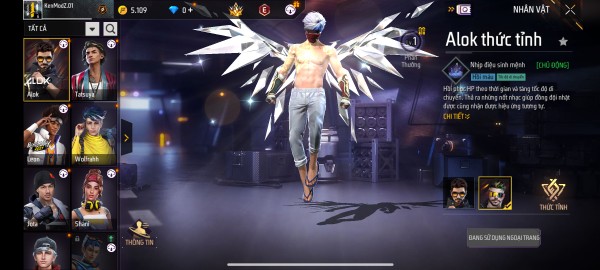 KenModZ.01
5.109
0
E
NHÂN VẬT
TẤT CẢ
Alok
Tatsuya
Leon
Wolfrahh
Jota
Shani
THÔNG TIN
Phần
Thưởng
Alok thức tỉnh
Nhịp điệu sinh mệnh
[CHỦ ĐỘNG]
Hồi máu
Hồi phục HP theo thời gian và tăng tốc độ di
chuyển. Thả ra những nốt nhạc giúp đồng đội nhặt
được cũng nhận được hiệu ứng tương tự.
CHI TIẾT
THỨC TỈNH
ĐANG SỬ DỤNG NGOẠI TRANG